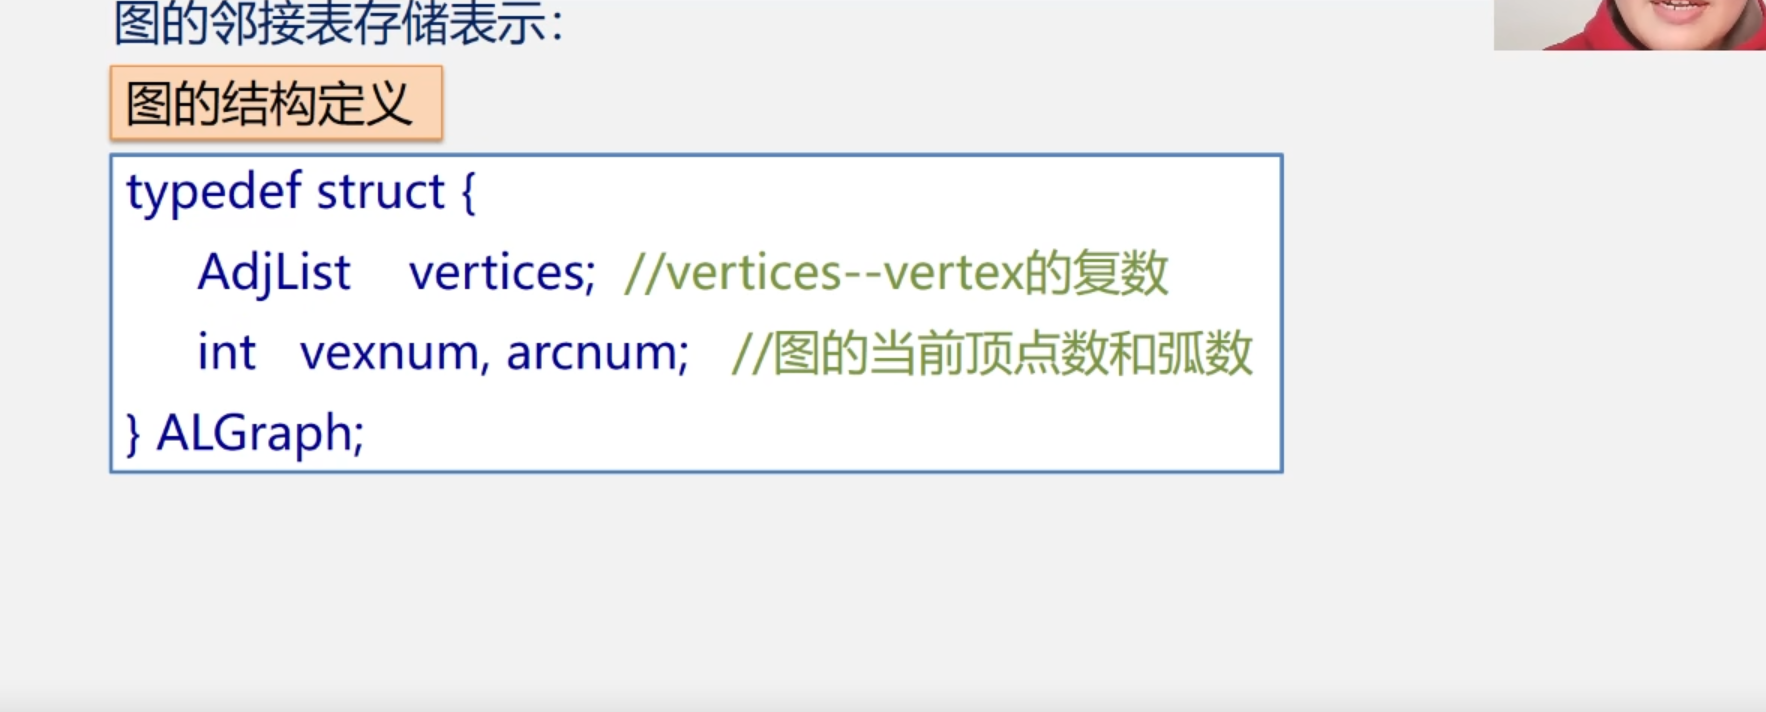 图的邻接表存储表示：
图的结构定义
typedef struct {
AdjList vertices; //vertices--vertex的复数
int vexnum, arcnum; //图的当前顶点数和弧数
} ALGraph;